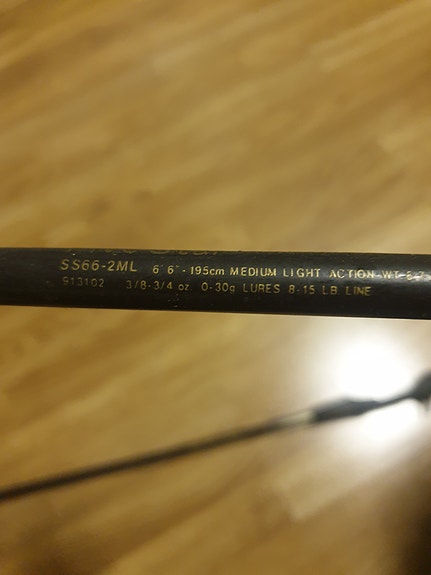 SS66-2ML 6' 6" - 195cm MEDIUM LIGHT ACTION WT
913102 3/8-3/4 oz. 0-30g LURES 8-15 LB LINE